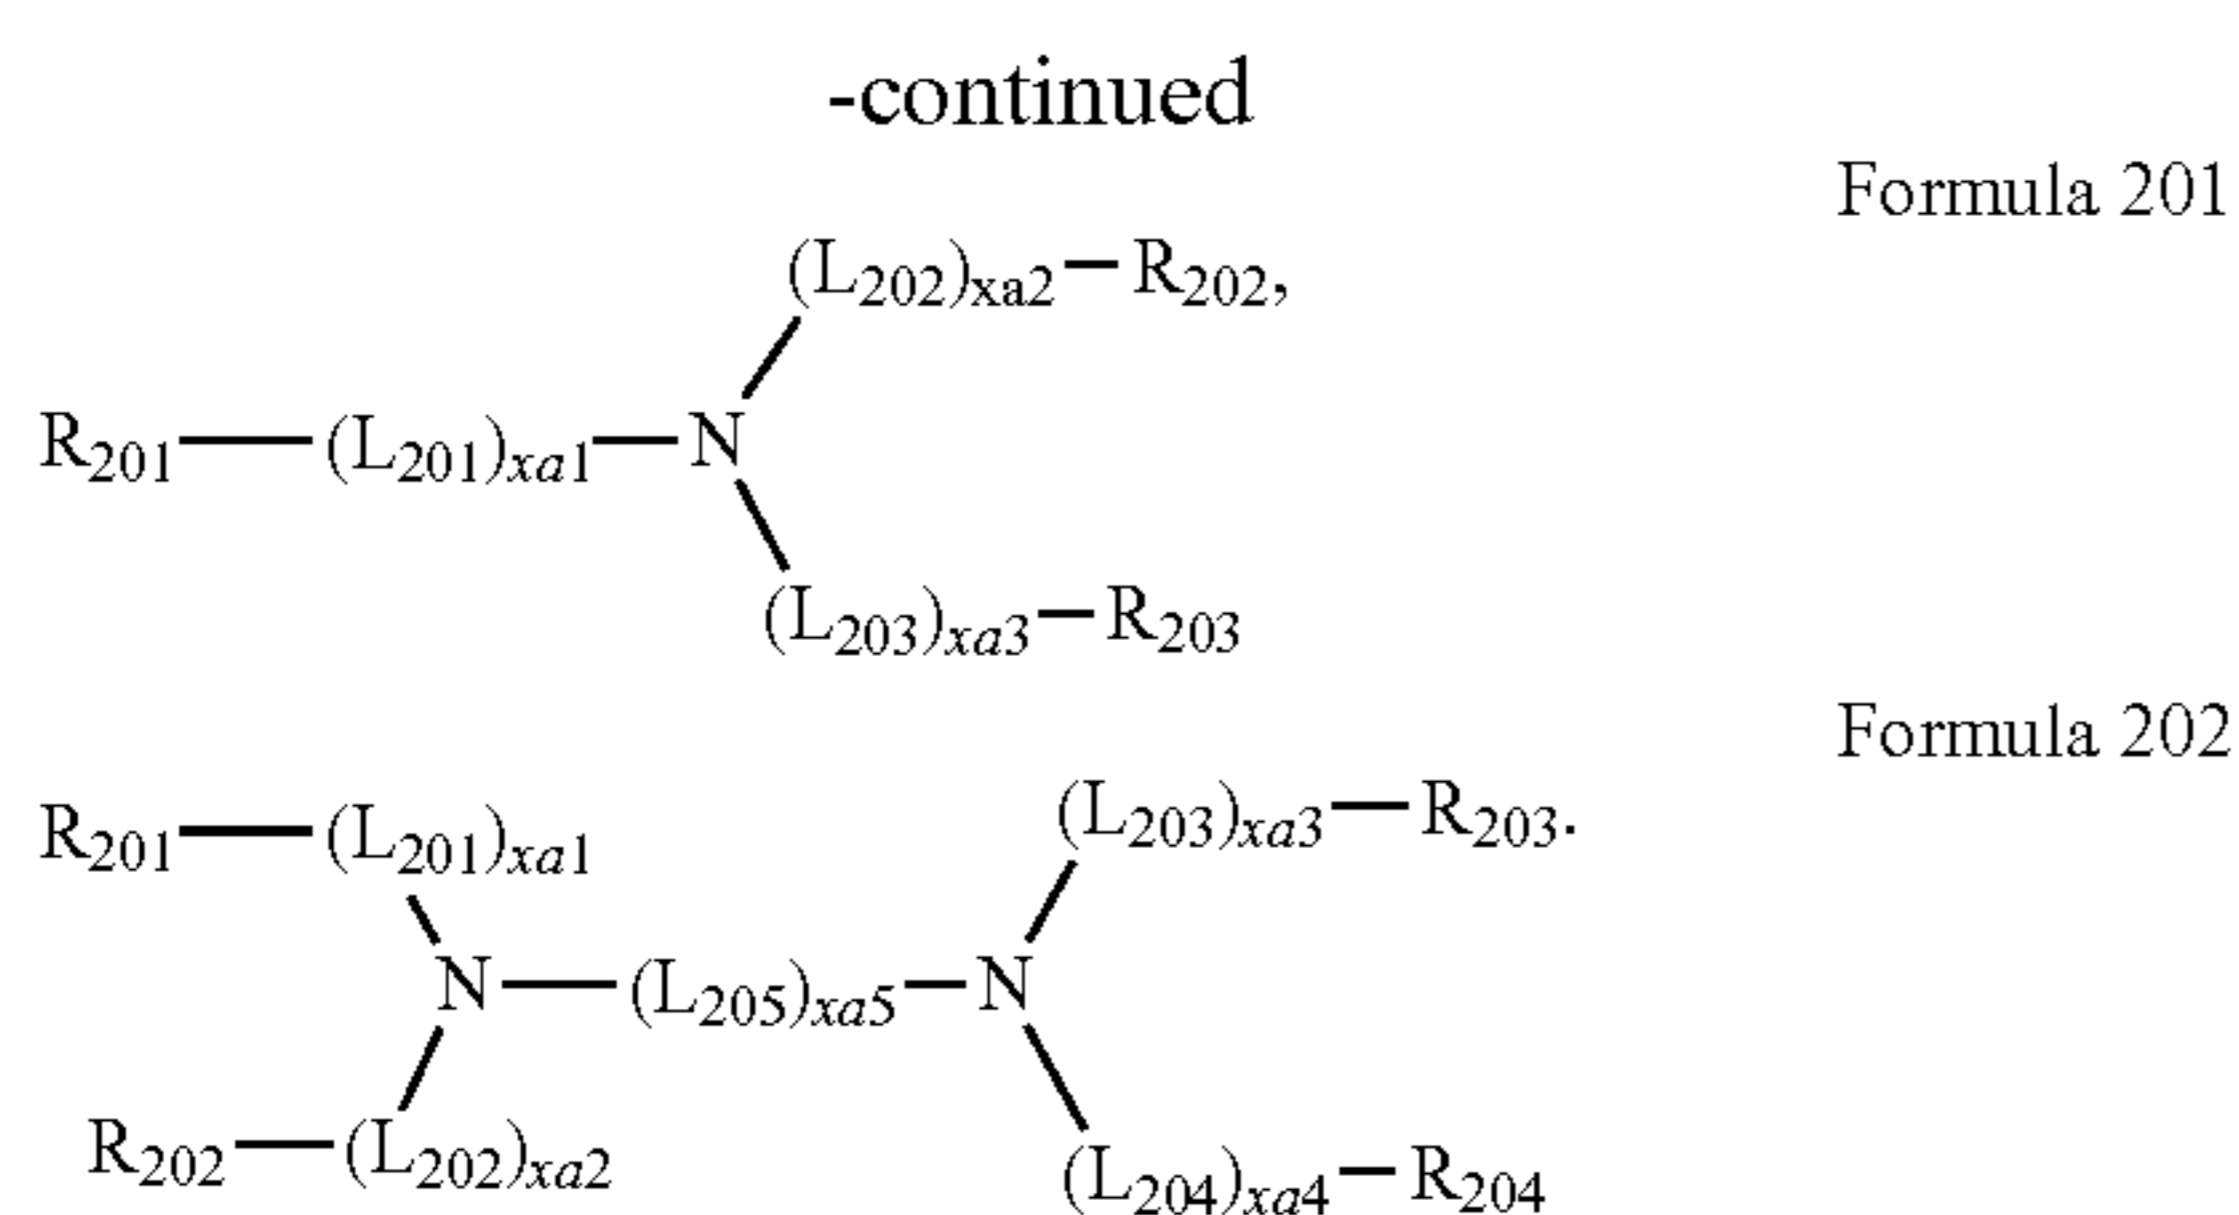 -continued
Formula 201
(L202)xa2—R202,
R201—(L201)xa1—N
(L203)xa3—R203
Formula 202
(L203)xa3—R203.
R201—(L201)xa1
N—(L205)xa5—N
R202—(L202)xa2
(L204)xa4—R204